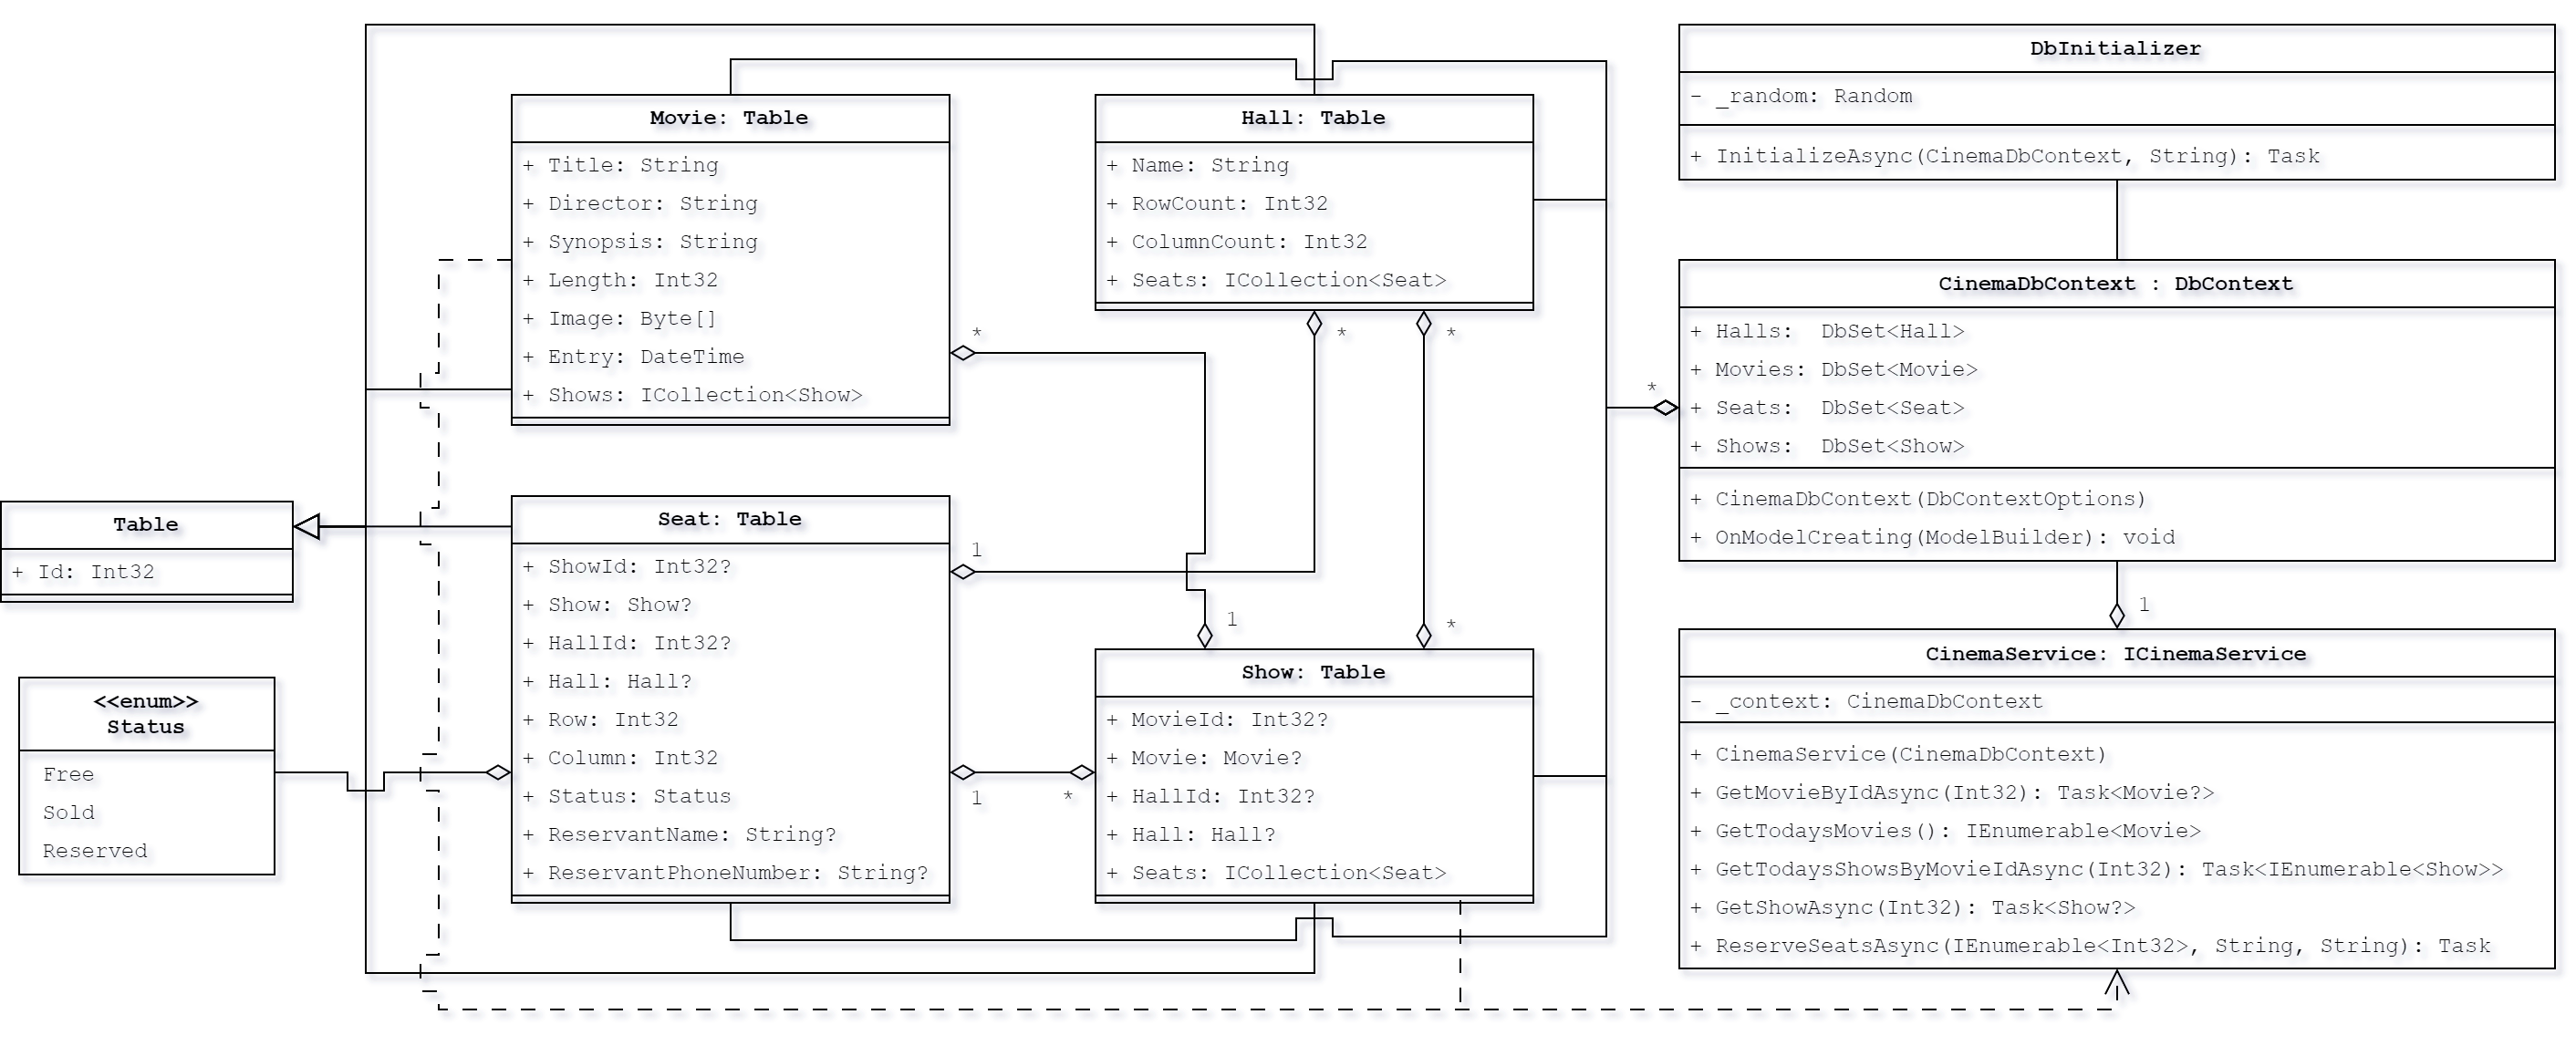 Movie: Table
+ Title: String
+ Director: String
+ Synopsis: String
+ Length: Int32
+ Image: Byte[]
+ Entry: DateTime
+ Shows: ICollection<Show>
*
Hall: Table
+ Name: String
+ RowCount: Int32
+ ColumnCount: Int32
+ Seats: ICollection<Seat>
*
*
DbInitializer
- _random: Random
+ InitializeAsync(CinemaDbContext, String): Task
CinemaDbContext : DbContext
+ Halls:  DbSet<Hall>
+ Movies: DbSet<Movie>
+ Seats:  DbSet<Seat>
+ Shows:  DbSet<Show>
+ CinemaDbContext(DbContextOptions)
+ OnModelCreating(ModelBuilder): void
*
Table
+ Id: Int32
<<enum>>
Status
Free
Sold
Reserved
Seat: Table
+ ShowId: Int32?
+ Show: Show?
+ HallId: Int32?
+ Hall: Hall?
+ Row: Int32
+ Column: Int32
+ Status: Status
+ ReservantName: String?
+ ReservantPhoneNumber: String?
1
1
*
1
*
Show: Table
+ MovieId: Int32?
+ Movie: Movie?
+ HallId: Int32?
+ Hall: Hall?
+ Seats: ICollection<Seat>
1
CinemaService: ICinemaService
- _context: CinemaDbContext
+ CinemaService(CinemaDbContext)
+ GetMovieByIdAsync(Int32): Task<Movie?>
+ GetTodaysMovies(): IEnumerable<Movie>
+ GetTodaysShowsByMovieIdAsync(Int32): Task<IEnumerable<Show>>
+ GetShowAsync(Int32): Task<Show?>
+ ReserveSeatsAsync(IEnumerable<Int32>, String, String): Task